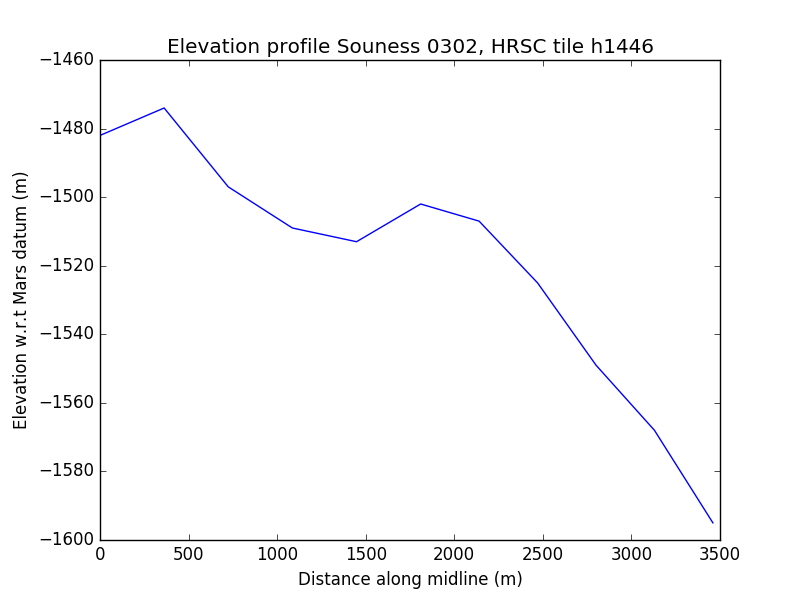 Elevation profile Souness 0302, HRSC tile h1446
Elevation w.r.t Mars datum (m)
−1460
−1480
−1500
−1520
−1540
−1560
−1580
−1600
0 500 1000 1500 2000 2500 3000 3500
Distance along midline (m)